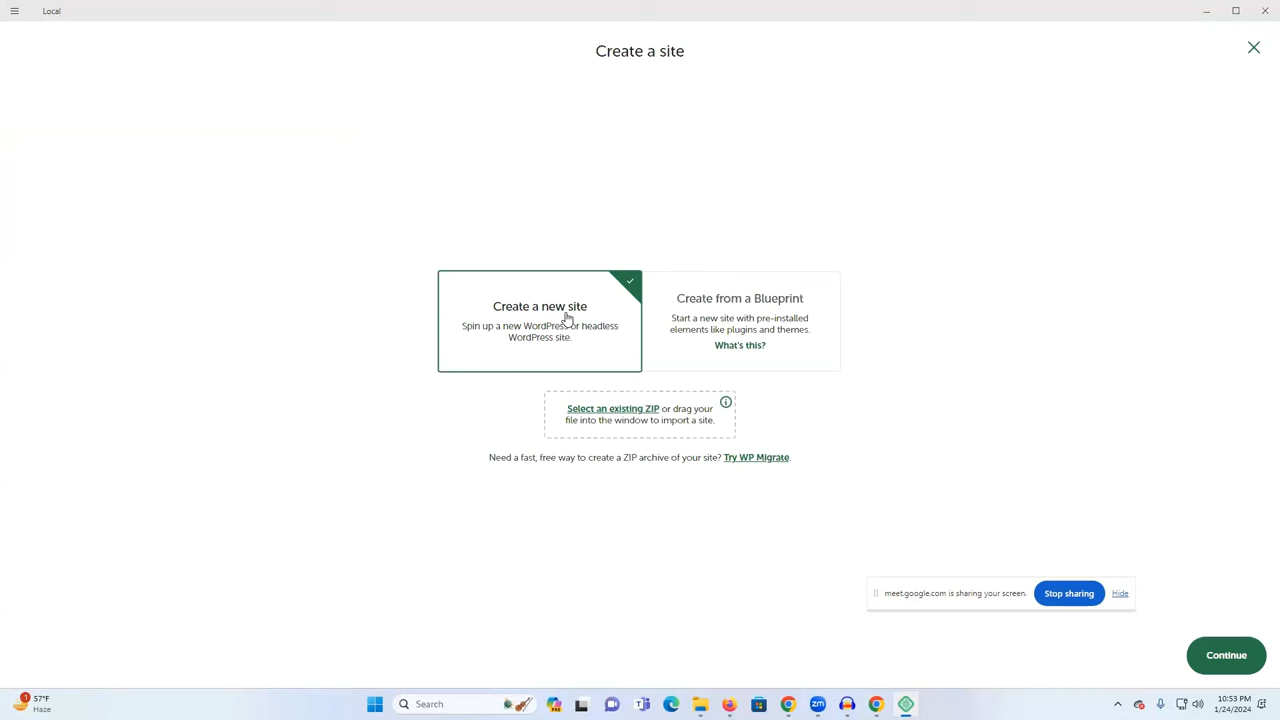 Local
Create a site
Create a new site
Spin up a new WordPress or headless
WordPress site.
Create from a Blueprint
Start a new site with pre-installed
elements like plugins and themes.
What's this?
Select an existing ZIP or drag your
file into the window to import a site.
Need a fast, free way to create a ZIP archive of your site? Try WP Migrate.
meet.google.com is sharing your screen.
Stop sharing
Hide
Continue
1
57°F
Haze
Search
PRE
zm
10:53 PM
1/24/2024